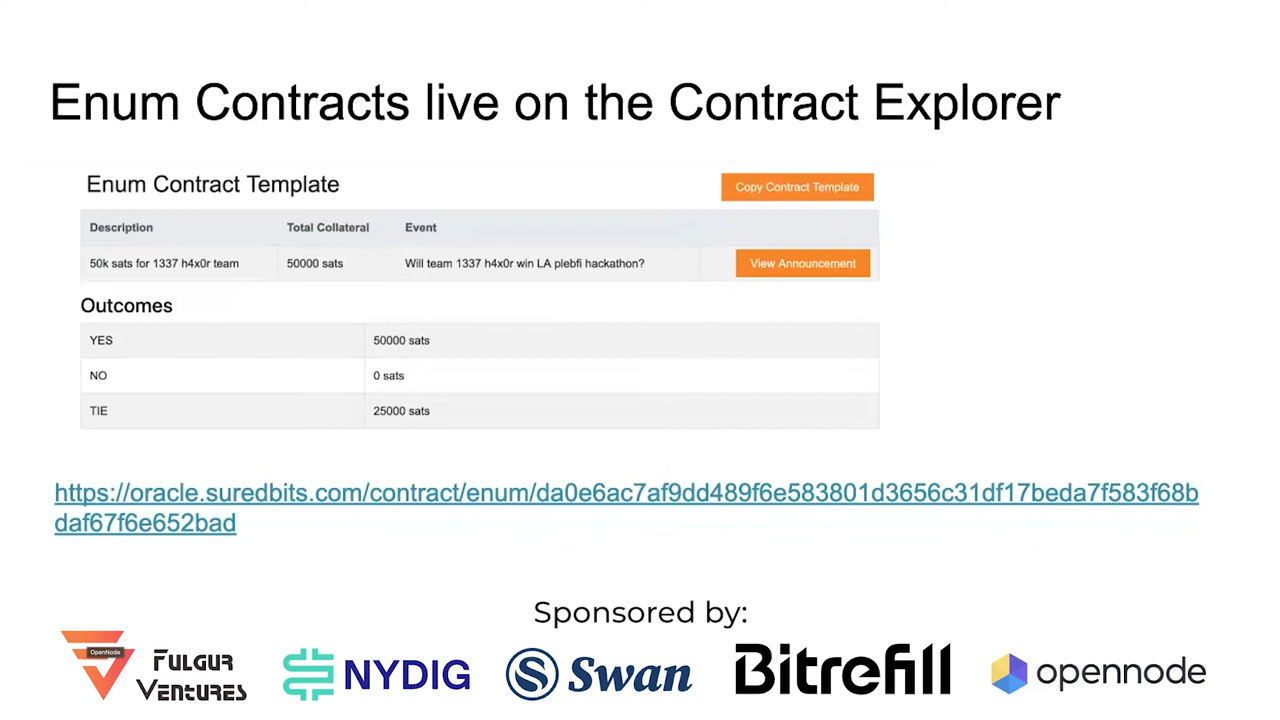 Enum Contracts live on the Contract Explorer
Enum Contract Template
Copy Contract Template
Description Total Collateral Event
50k sats for 1337 h4x0r team 50000 sats Will team 1337 h4x0r win LA plebfi hackathon? View Announcement
Outcomes
YES 50000 sats
NO 0 sats
TIE 25000 sats
https://oracle.suredbits.com/contract/enum/da0e6ac7af9dd489f6e583801d3656c31df17beda7f583f68b
daf67f6e652bad
Sponsored by:
OpenNode
FULGUR
VENTURES
NYDIG
Swan
Bitrefill
opennode